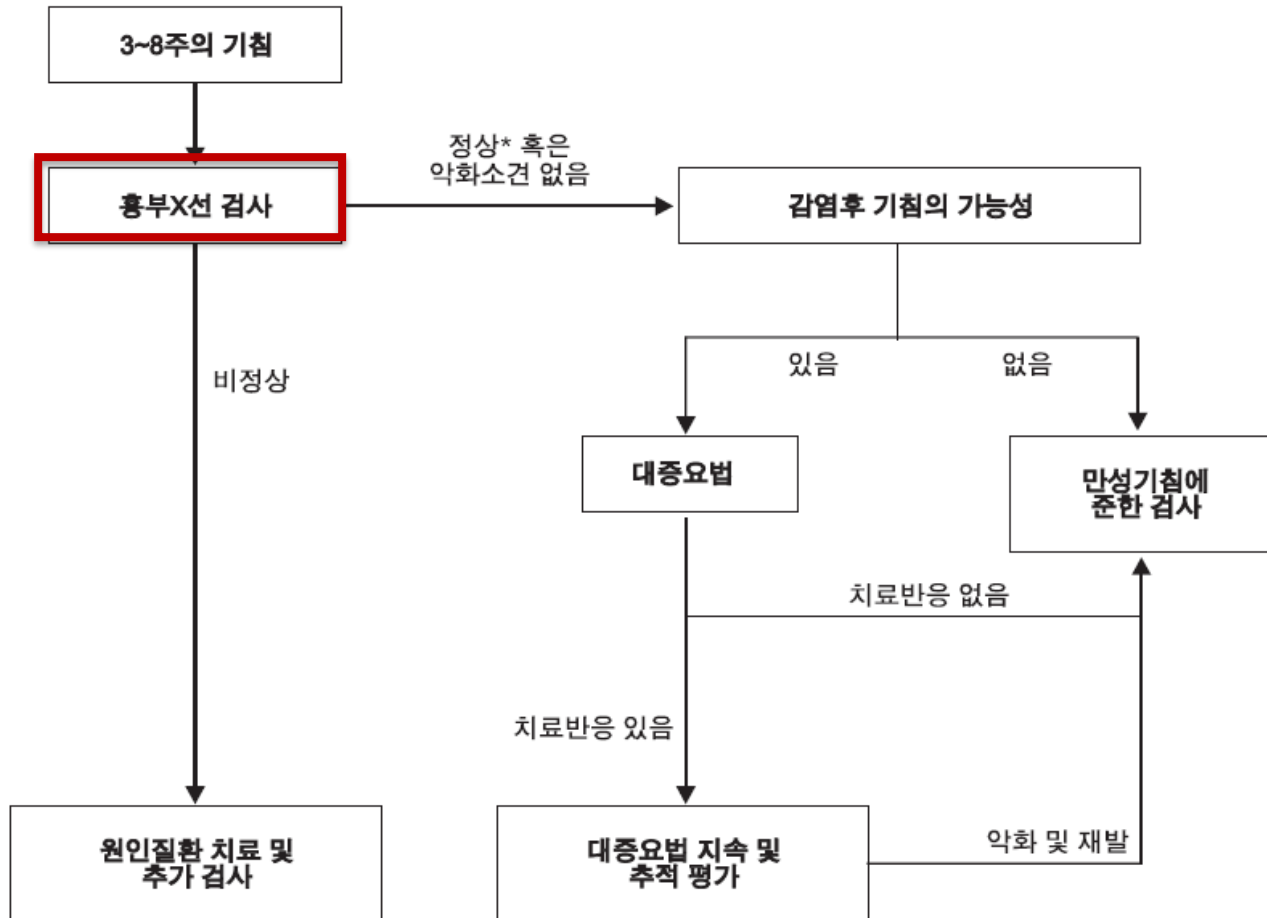 3~8주의 기침
정상* 혹은
악화소견 없음
흉부X선 검사
감염후 기침의 가능성
비정상
있음
없음
대증요법
만성기침에
준한 검사
치료반응 없음
치료반응 있음
원인질환 치료 및
추가 검사
대증요법 지속 및
추적 평가
악화 및 재발